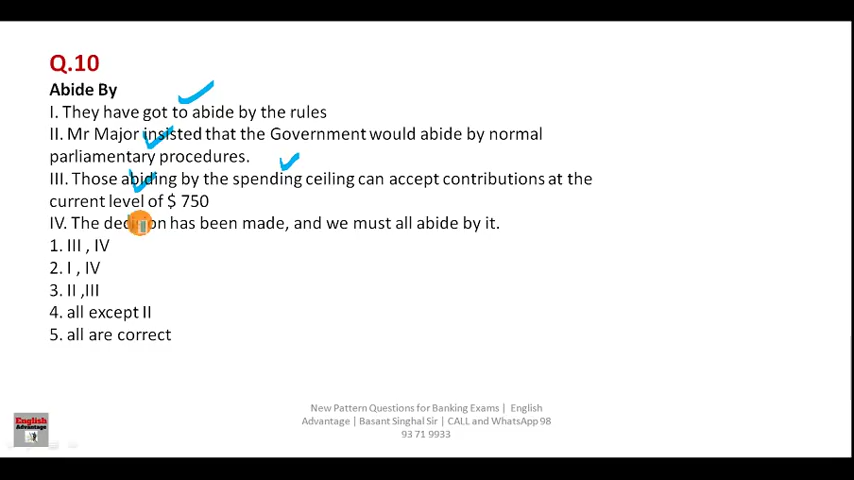 Q.10
Abide By
I. They have got to abide by the rules
II. Mr Major insisted that the Government would abide by normal
parliamentary procedures.
III. Those abiding by the spending ceiling can accept contributions at the
current level of $ 750
IV. The decision has been made, and we must all abide by it.
1. III , IV
2. I , IV
3. II ,III
4. all except II
5. all are correct
New Pattern Questions for Banking Exams | English
Advantage | Basant Singhal Sir | CALL and WhatsApp 98
93 71 9933
English
Advantage